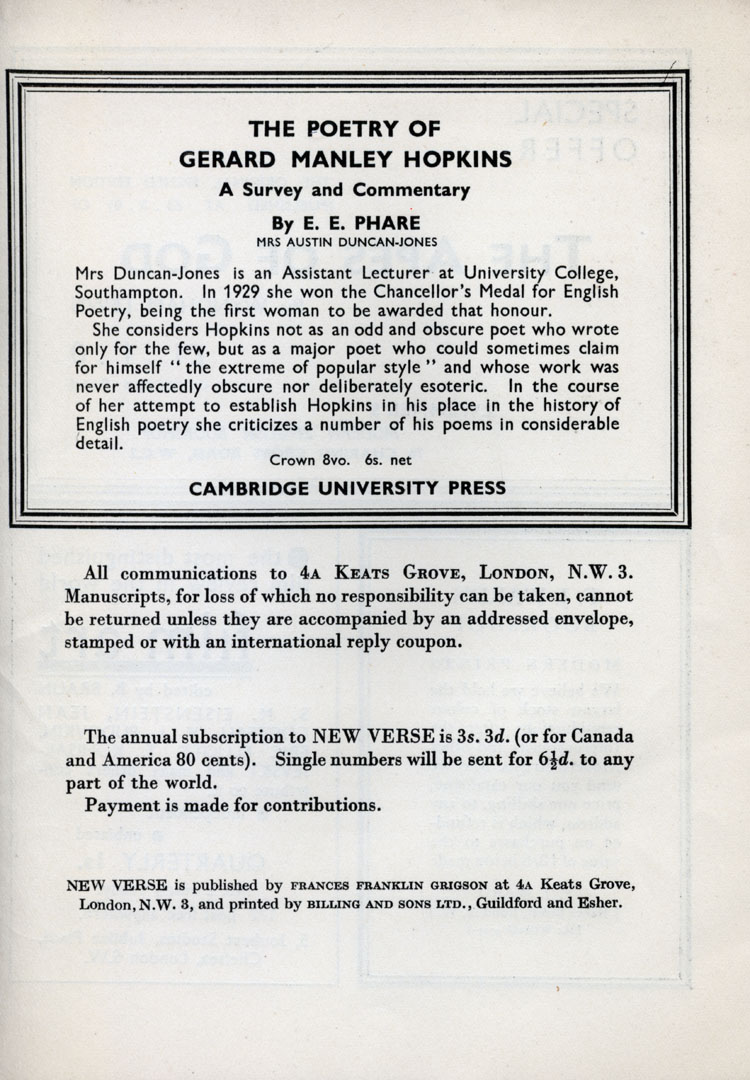 THE POETRY OF
GERARD MANLEY HOPKINS
A Survey and Commentary
By E. E. PHARE
MRS AUSTIN DUNCAN-JONES
Mrs Duncan-Jones is an Assistant Lecturer at University College,
Southampton. In 1929 she won the Chancellor's Medal for English
Poetry, being the first woman to be awarded that honour.
She considers Hopkins not as an odd and obscure poet who wrote
only for the few, but as a major poet who could sometimes claim
for himself "the extreme of popular style" and whose work was
never affectedly obscure nor deliberately esoteric. In the course
of her attempt to establish Hopkins in his place in the history of
English poetry she criticizes a number of his poems in considerable
detail.
Crown 8vo. 6s. net
CAMBRIDGE UNIVERSITY PRESS
All communications to 4A KEATS GROVE, LONDON, N.W. 3.
Manuscripts, for loss of which no responsibility can be taken, cannot
be returned unless they are accompanied by an addressed envelope,
stamped or with an international reply coupon.
The annual subscription to NEW VERSE is 3s. 3d. (or for Canada
and America 80 cents). Single numbers will be sent for 6½d. to any
part of the world.
Payment is made for contributions.
NEW VERSE is published by FRANCES FRANKLIN GRIGSON at 4A Keats Grove,
London, N.W. 3, and printed by BILLING AND SONS LTD., Guildford and Esher.